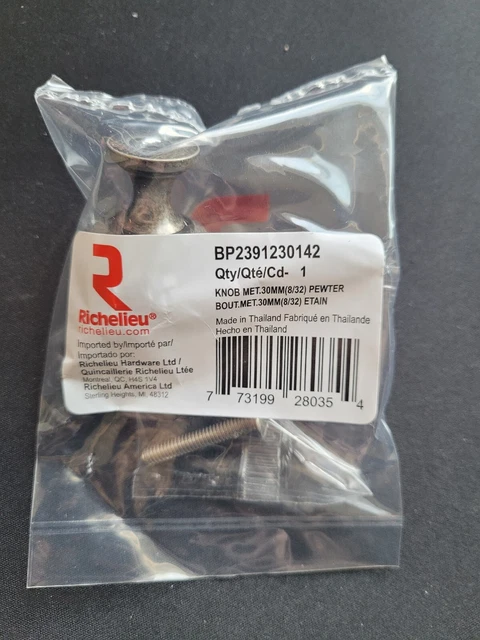 R
Richelieu®
richelieu.com
Imported by/Importé par/
Importado por:
Richelieu Hardware Ltd /
Quincaillerie Richelieu Ltée
Montreal, QC, H4S 1V4
Richelieu America Ltd
Sterling Heights, MI, 48312
BP2391230142
Qty/Qté/Cd- 1
KNOB MET.30MM(8/32) PEWTER
BOUT.MET.30MM(8/32) ETAIN
Made in Thailand Fabriqué en Thailande
Hecho en Thailand
7 73199 28035 4